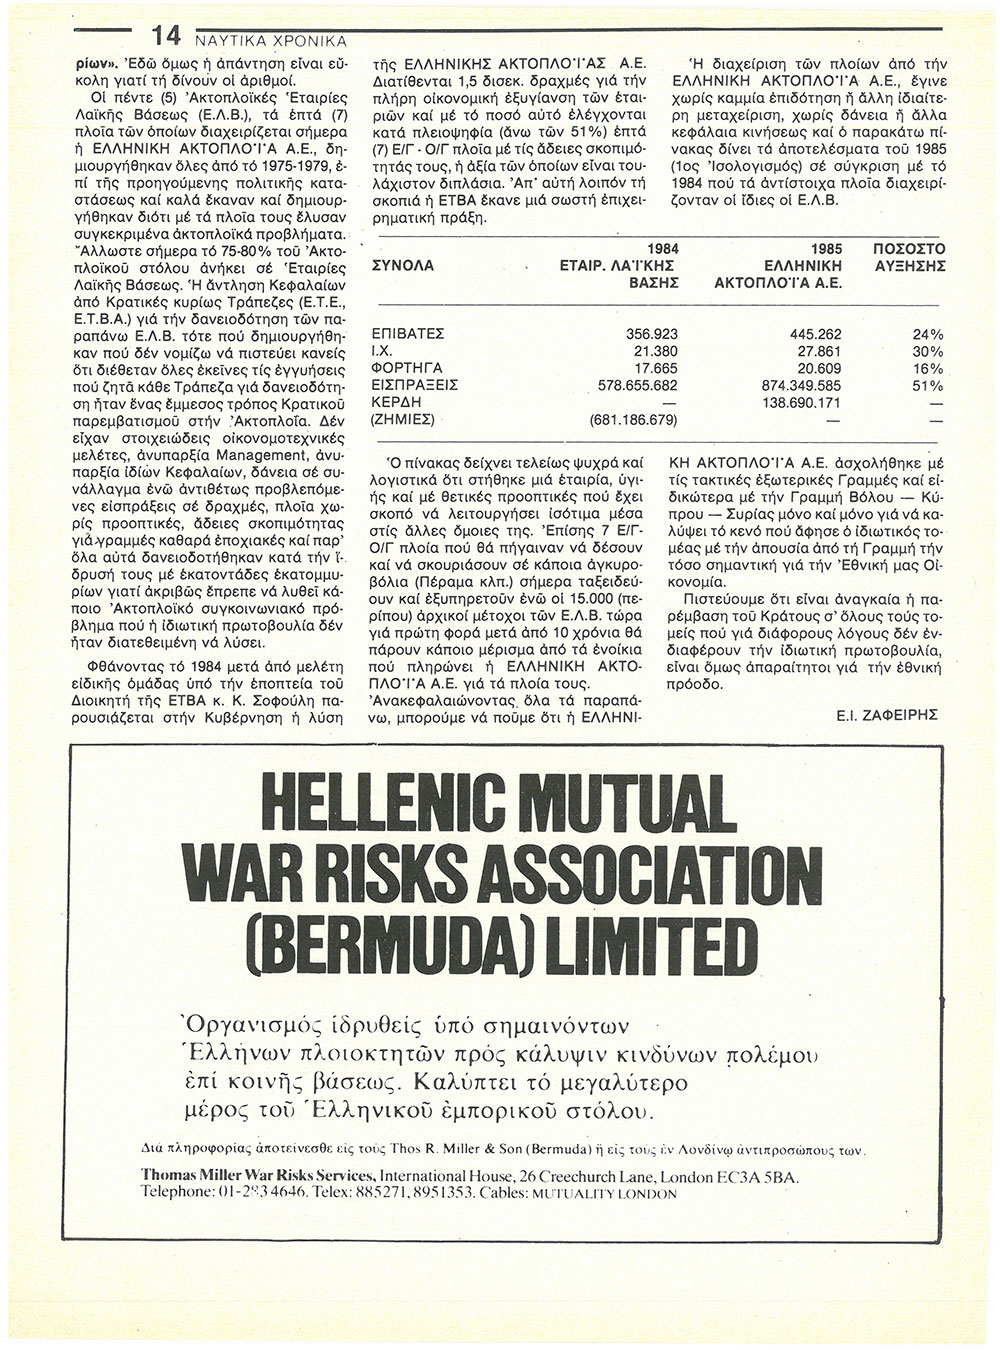 14 ΝΑΥΤΙΚΑ ΧΡΟΝΙΚΑ
ρίων». Ἐδῶ ὅμως ἡ ἀπάντηση εἶναι εὔ-
κολη γιατί τή δίνουν οἱ ἀριθμοί.
Οἱ πέντε (5) Ἀκτοπλοϊκές Ἑταιρίες
Λαϊκῆς Βάσεως (Ε.Λ.Β.), τά ἑπτά (7)
πλοῖα τῶν ὁποίων διαχειρίζεται σήμερα
ἡ ΕΛΛΗΝΙΚΗ ΑΚΤΟΠΛΟΪΑ Α.Ε., δη-
μιουργήθηκαν ὅλες ἀπό τό 1975-1979, ἐ-
πί τῆς προηγούμενης πολιτικῆς κατα-
στάσεως καί καλά ἔκαναν καί δημιουρ-
γήθηκαν διότι μέ τά πλοῖα τους ἔλυσαν
συγκεκριμένα ἀκτοπλοϊκά προβλήματα.
Ἄλλωστε σήμερα τό 75-80% τοῦ Ἀκτο-
πλοϊκοῦ στόλου ἀνήκει σέ Ἑταιρίες
Λαϊκῆς Βάσεως. Ἡ ἄντληση Κεφαλαίων
ἀπό Κρατικές κυρίως Τράπεζες (Ε.Τ.Ε.,
Ε.Τ.Β.Α.) γιά τήν δανειοδότηση τῶν πα-
ραπάνω Ε.Λ.Β. τότε πού δημιουργήθη-
καν πού δέν νομίζω νά πιστεύει κανείς
ὅτι διέθεταν ὅλες ἐκεῖνες τίς ἐγγυήσεις
πού ζητᾶ κάθε Τράπεζα γιά δανειοδότη-
ση ἦταν ἕνας ἔμμεσος τρόπος Κρατικοῦ
παρεμβατισμοῦ στήν Ἀκτοπλοΐα. Δέν
εἶχαν στοιχειώδεις οἰκονομοτεχνικές
μελέτες, ἀνυπαρξία Management, ἀνυ-
παρξία ἰδίων Κεφαλαίων, δάνεια σέ συ-
νάλλαγμα ἐνῶ ἀντιθέτως προβλεπόμε-
νες εἰσπράξεις σέ δραχμές, πλοῖα χω-
ρίς προοπτικές, ἄδειες σκοπιμότητας
γιά γραμμές καθαρά ἐποχιακές καί παρ'
ὅλα αὐτά δανειοδοτήθηκαν κατά τήν ἵ-
δρυσή τους μέ ἑκατοντάδες ἑκατομμυ-
ρίων γιατί ἀκριβῶς ἔπρεπε νά λυθεῖ κά-
ποιο Ἀκτοπλοϊκό συγκοινωνιακό πρό-
βλημα πού ἡ ἰδιωτική πρωτοβουλία δέν
ἦταν διατεθειμένη νά λύσει.
Φθάνοντας τό 1984 μετά ἀπό μελέτη
εἰδικῆς ὁμάδας ὑπό τήν ἐποπτεία τοῦ
Διοικητή τῆς ΕΤΒΑ κ. Κ. Σοφούλη πα-
ρουσιάζεται στήν Κυβέρνηση ἡ λύση
τῆς ΕΛΛΗΝΙΚΗΣ ΑΚΤΟΠΛΟΪΑΣ Α.Ε.
Διατίθενται 1,5 δισεκ. δραχμές γιά τήν
πλήρη οἰκονομική ἐξυγίανση τῶν ἑται-
ριῶν καί μέ τό ποσό αὐτό ἐλέγχονται
κατά πλειοψηφία (ἄνω τῶν 51%) ἑπτά
(7) Ε/Γ - Ο/Γ πλοῖα μέ τίς ἄδειες σκοπιμό-
τητάς τους, ἡ ἀξία τῶν ὁποίων εἶναι του-
λάχιστον διπλάσια. Ἀπ' αὐτή λοιπόν τή
σκοπιά ἡ ΕΤΒΑ ἔκανε μιά σωστή ἐπιχει-
ρηματική πράξη.
Ἡ διαχείριση τῶν πλοίων ἀπό τήν
ΕΛΛΗΝΙΚΗ ΑΚΤΟΠΛΟΪΑ Α.Ε., ἔγινε
χωρίς καμμία ἐπιδότηση ἤ ἄλλη ἰδιαίτε-
ρη μεταχείριση, χωρίς δάνεια ἤ ἄλλα
κεφάλαια κινήσεως καί ὁ παρακάτω πί-
νακας δίνει τά ἀποτελέσματα τοῦ 1985
(1ος Ἰσολογισμός) σέ σύγκριση μέ τό
1984 πού τά ἀντίστοιχα πλοῖα διαχειρί-
ζονταν οἱ ἴδιες οἱ Ε.Λ.Β.
1984 1985 ΠΟΣΟΣΤΟ
ΣΥΝΟΛΑ ΕΤΑΙΡ. ΛΑΪΚΗΣ ΕΛΛΗΝΙΚΗ ΑΥΞΗΣΗΣ
ΒΑΣΗΣ ΑΚΤΟΠΛΟΪΑ Α.Ε.
ΕΠΙΒΑΤΕΣ 356.923 445.262 24%
Ι.Χ. 21.380 27.861 30%
ΦΟΡΤΗΓΑ 17.665 20.609 16%
ΕΙΣΠΡΑΞΕΙΣ 578.655.682 874.349.585 51%
ΚΕΡΔΗ — 138.690.171 —
(ΖΗΜΙΕΣ) (681.186.679) — —
Ὁ πίνακας δείχνει τελείως ψυχρά καί
λογιστικά ὅτι στήθηκε μιά ἑταιρία, ὑγι-
ής καί μέ θετικές προοπτικές πού ἔχει
σκοπό νά λειτουργήσει ἰσότιμα μέσα
στίς ἄλλες ὅμοιες της. Ἐπίσης 7 Ε/Γ-
Ο/Γ πλοῖα πού θά πήγαιναν νά δέσουν
καί νά σκουριάσουν σέ κάποια ἀγκυρο-
βόλια (Πέραμα κλπ.) σήμερα ταξειδεύ-
ουν καί ἐξυπηρετοῦν ἐνῶ οἱ 15.000 (πε-
ρίπου) ἀρχικοί μέτοχοι τῶν Ε.Λ.Β. τώρα
γιά πρώτη φορά μετά ἀπό 10 χρόνια θά
πάρουν κάποιο μέρισμα ἀπό τά ἐνοίκια
πού πληρώνει ἡ ΕΛΛΗΝΙΚΗ ΑΚΤΟ-
ΠΛΟΪΑ Α.Ε. γιά τά πλοῖα τους.
Ἀνακεφαλαιώνοντας ὅλα τά παραπά-
νω, μποροῦμε νά ποῦμε ὅτι ἡ ΕΛΛΗΝΙ-
ΚΗ ΑΚΤΟΠΛΟΪΑ Α.Ε. ἀσχολήθηκε μέ
τίς τακτικές ἐξωτερικές Γραμμές καί εἰ-
δικώτερα μέ τήν Γραμμή Βόλου — Κύ-
πρου — Συρίας μόνο καί μόνο γιά νά κα-
λύψει τό κενό πού ἄφησε ὁ ἰδιωτικός το-
μέας μέ τήν ἀπουσία ἀπό τή Γραμμή τήν
τόσο σημαντική γιά τήν Ἐθνική μας Οἰ-
κονομία.
Πιστεύουμε ὅτι εἶναι ἀναγκαία ἡ πα-
ρέμβαση τοῦ Κράτους σ' ὅλους τούς το-
μείς πού γιά διάφορους λόγους δέν ἐν-
διαφέρουν τήν ἰδιωτική πρωτοβουλία,
εἶναι ὅμως ἀπαραίτητοι γιά τήν ἐθνική
πρόοδο.
Ε.Ι. ΖΑΦΕΙΡΗΣ
HELLENIC MUTUAL
WAR RISKS ASSOCIATION
(BERMUDA) LIMITED
Ὀργανισμός ἱδρυθείς ὑπό σημαινόντων
Ἑλλήνων πλοιοκτητῶν πρός κάλυψιν κινδύνων πολέμου
ἐπί κοινῆς βάσεως. Καλύπτει τό μεγαλύτερο
μέρος τοῦ Ἑλληνικοῦ ἐμπορικοῦ στόλου.
Διά πληροφορίας ἀποτείνεσθε εἰς τούς Thos R. Miller & Son (Bermuda) ἤ εἰς τούς ἐν Λονδίνῳ ἀντιπροσώπους των.
Thomas Miller War Risks Services, International House, 26 Creechurch Lane, London EC3A 5BA.
Telephone: 01-283 4646. Telex: 885271, 8951353. Cables: MUTUALITY LONDON